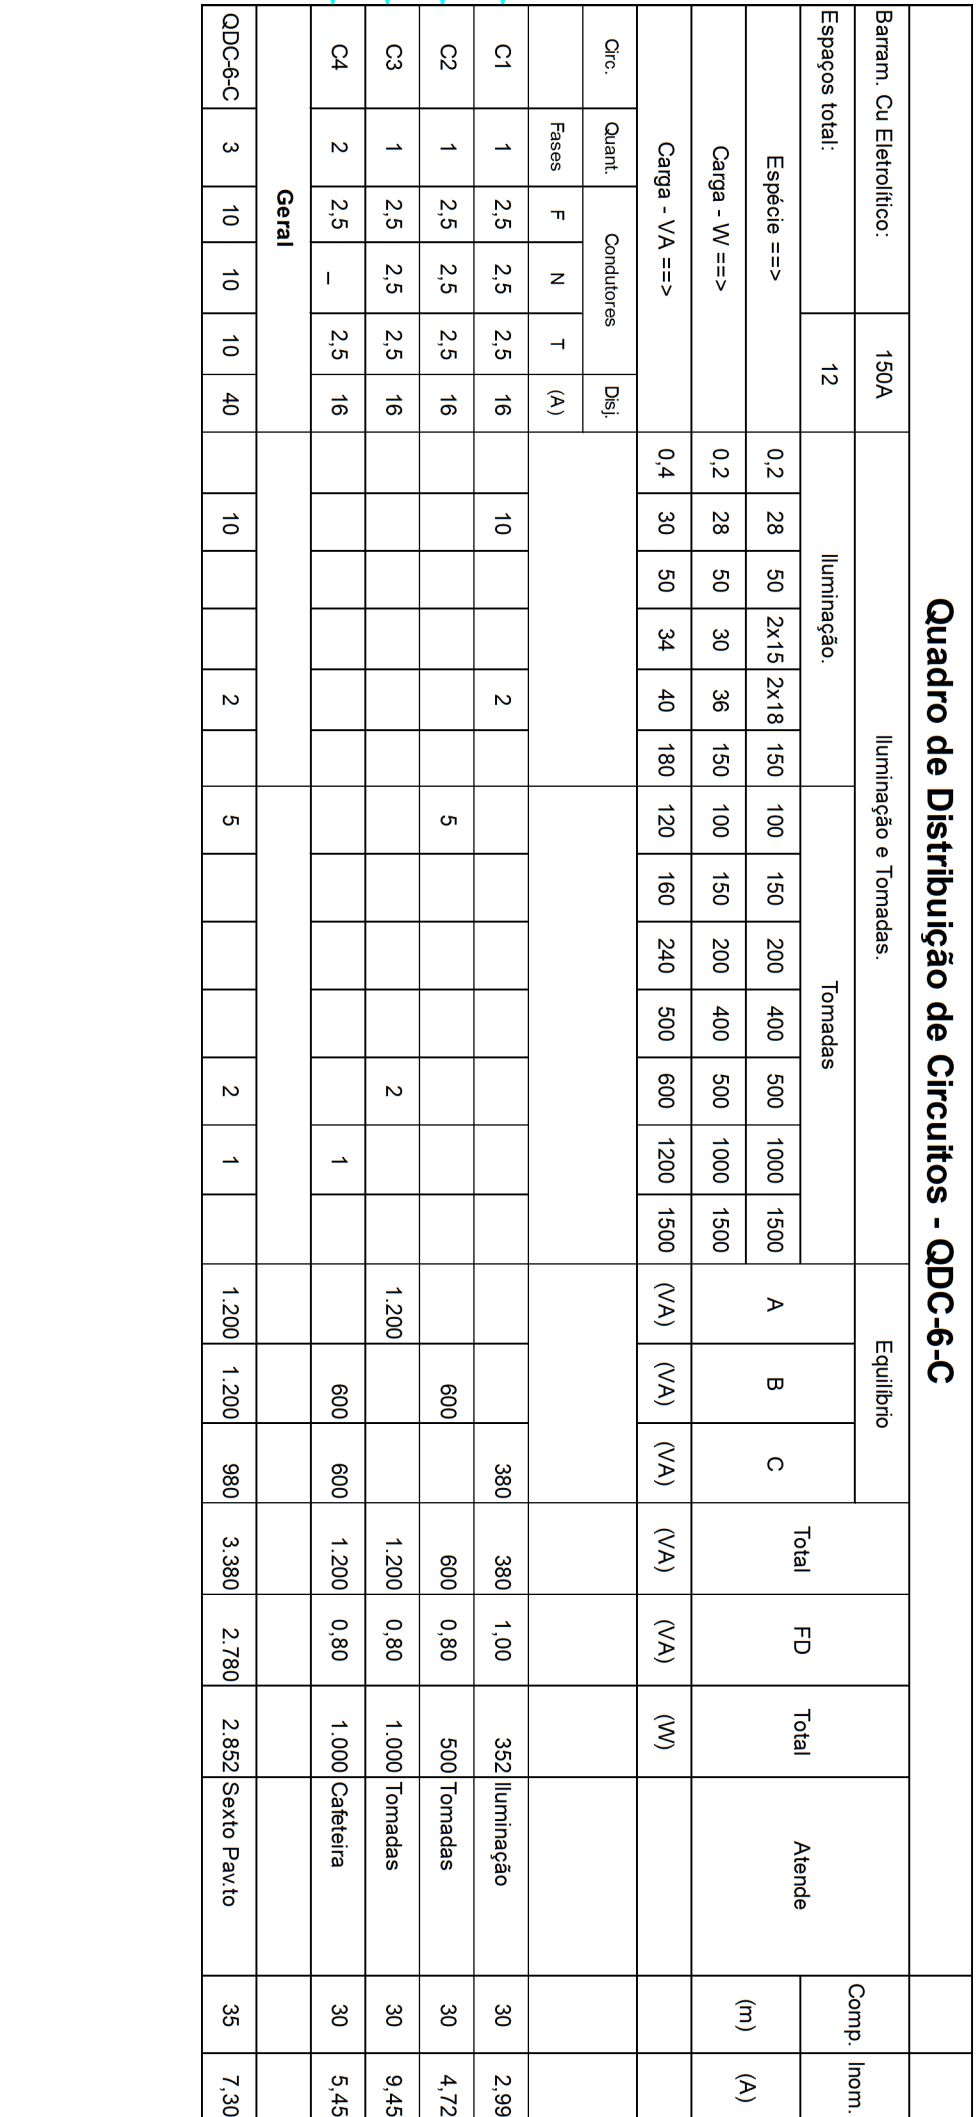 Quadro de Distribuição de Circuitos - QDC-6-C
Barram. Cu Eletrolítico: 150A Iluminação e Tomadas. Equilíbrio Total FD Total Atende Comp. Inom.
Espaços total: 12 Iluminação. Tomadas A B C
Espécie ==> 0,2 28 50 2x15 2x18 150 100 150 200 400 500 1000 1500 (m) (A)
Carga - W ==> 0,2 28 50 30 36 150 100 150 200 400 500 1000 1500
Carga - VA ==> 0,4 30 50 34 40 180 120 160 240 500 600 1200 1500 (VA) (VA) (VA) (VA) (VA) (W)
Circ. Quant. Condutores Disj.
Fases F N T (A)
C1 1 2,5 2,5 2,5 16 10 2 380 380 1,00 352 Iluminação 30 2,99
C2 1 2,5 2,5 2,5 16 5 600 600 0,80 500 Tomadas 30 4,72
C3 1 2,5 2,5 2,5 16 2 1.200 1.200 0,80 1.000 Tomadas 30 9,45
C4 2 2,5 – 2,5 16 1 600 600 1.200 0,80 1.000 Cafeteira 30 5,45
Geral
QDC-6-C 3 10 10 10 40 10 2 5 2 1 1.200 1.200 980 3.380 2.780 2.852 Sexto Pav.to 35 7,30